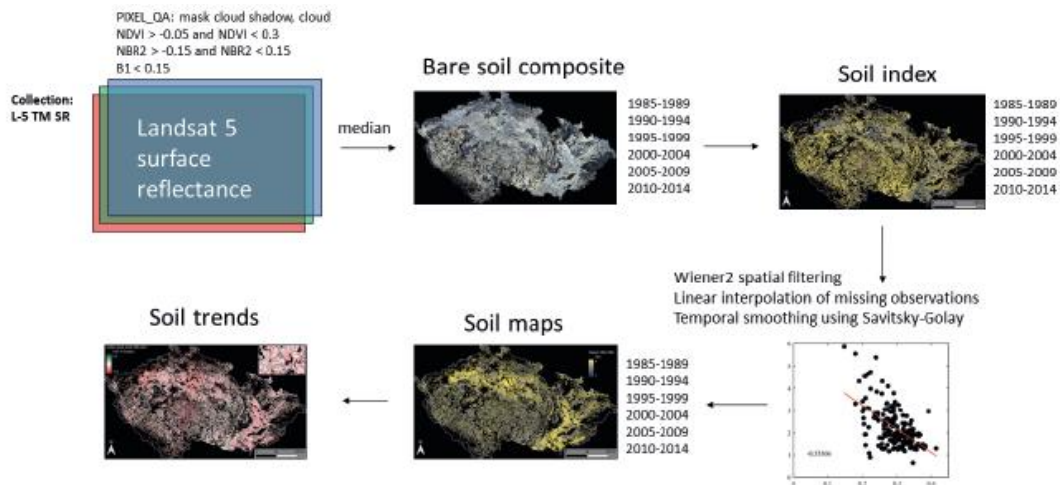 PIXEL_QA: mask cloud shadow, cloud
NDVI > -0.05 and NDVI < 0.3
NBR2 > -0.15 and NBR2 < 0.15
B1 < 0.15
Collection:
L-5 TM SR
Landsat 5
surface
reflectance
median
Bare soil composite
1985-1989
1990-1994
1995-1999
2000-2004
2005-2009
2010-2014
Soil index
1985-1989
1990-1994
1995-1999
2000-2004
2005-2009
2010-2014
Wiener2 spatial filtering
Linear interpolation of missing observations
Temporal smoothing using Savitsky-Golay
Soil maps
1985-1989
1990-1994
1995-1999
2000-2004
2005-2009
2010-2014
Soil trends